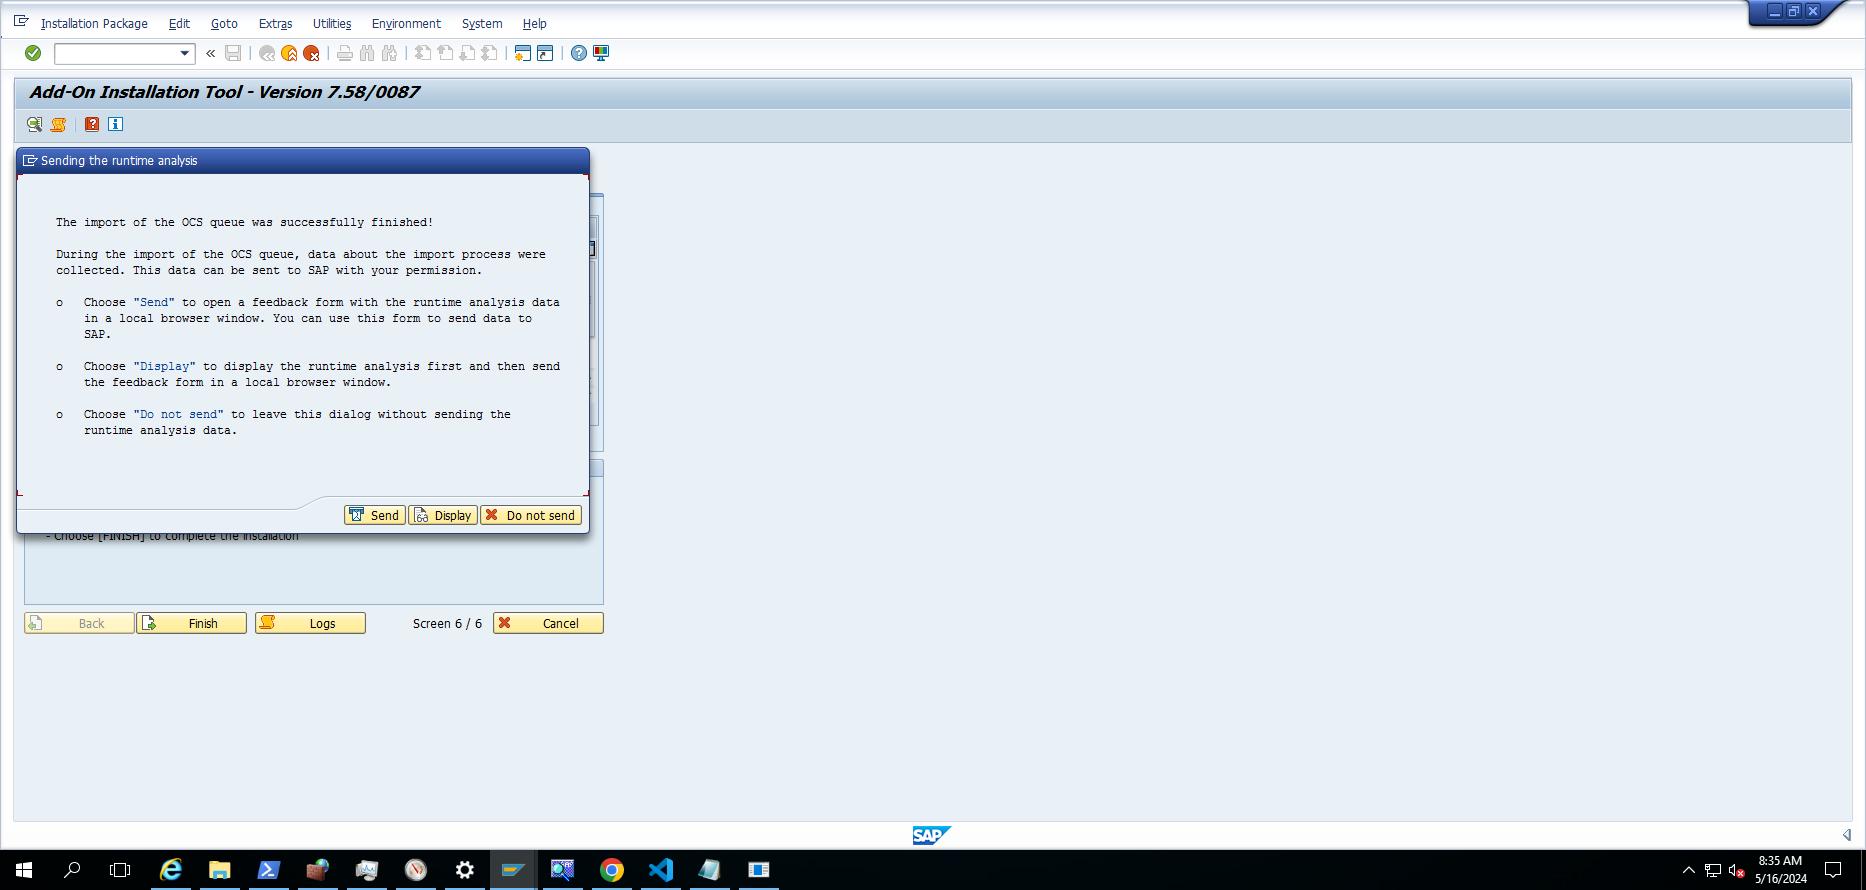 Installation Package Edit Goto Extras Utilities Environment System Help
Add-On Installation Tool - Version 7.58/0087
Sending the runtime analysis
The import of the OCS queue was successfully finished!
During the import of the OCS queue, data about the import process were
collected. This data can be sent to SAP with your permission.
o Choose "Send" to open a feedback form with the runtime analysis data
in a local browser window. You can use this form to send data to
SAP.
o Choose "Display" to display the runtime analysis first and then send
the feedback form in a local browser window.
o Choose "Do not send" to leave this dialog without sending the
runtime analysis data.
Send Display Do not send
- Choose [FINISH] to complete the installation
Back Finish Logs Screen 6 / 6 Cancel
SAP
8:35 AM
5/16/2024